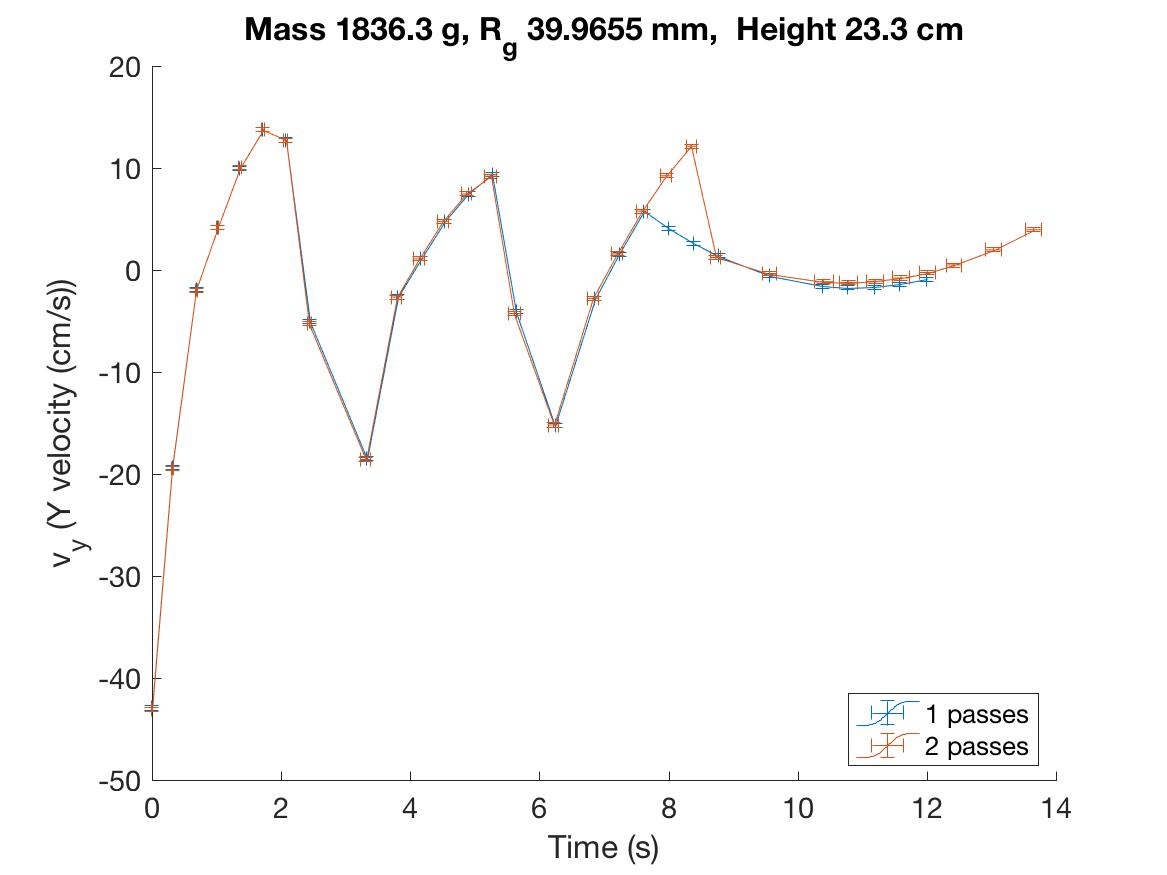 Mass 1836.3 g, Rg 39.9655 mm,  Height 23.3 cm
20
10
0
-10
-20
-30
-40
-50
vy (Y velocity (cm/s))
0 2 4 6 8 10 12 14
Time (s)
1 passes
2 passes